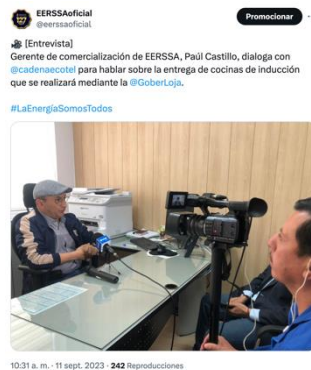 EERSSAoficial
@eerssaoficial
Promocionar
[Entrevista]
Gerente de comercialización de EERSSA, Paúl Castillo, dialoga con
@cadenaecotel para hablar sobre la entrega de cocinas de inducción
que se realizará mediante la @GoberLoja.
#LaEnergíaSomosTodos
10:31 a. m. · 11 sept. 2023 · 242 Reproducciones